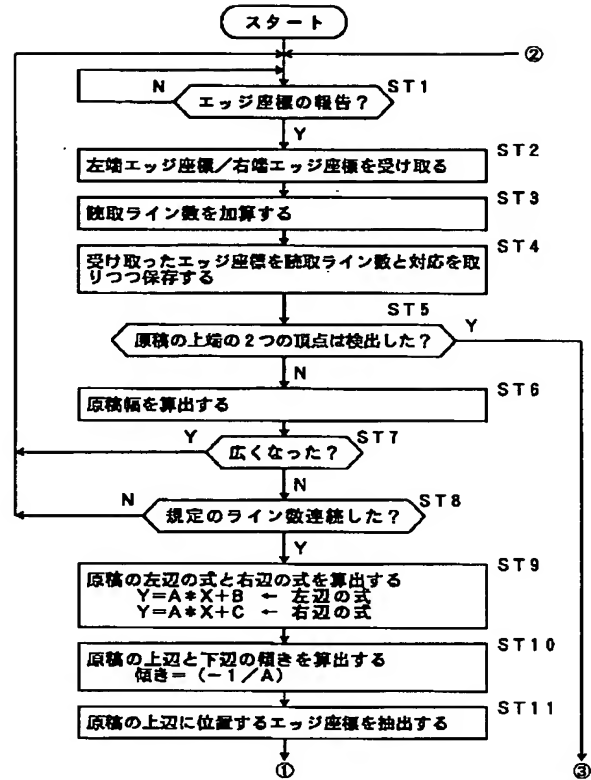 スタート
②
N エッジ座標の報告? ST1
Y
左端エッジ座標/右端エッジ座標を受け取る ST2
読取ライン数を加算する ST3
受け取ったエッジ座標を読取ライン数と対応を取 ST4
りつつ保存する
ST5
原稿の上端の2つの頂点は検出した? Y
N
原稿幅を算出する ST6
Y 広くなった? ST7
N
N 規定のライン数連続した? ST8
Y
原稿の左辺の式と右辺の式を算出する ST9
Y=A*X+B ← 左辺の式
Y=A*X+C ← 右辺の式
原稿の上辺と下辺の傾きを算出する ST10
傾き=(-1/A)
原稿の上辺に位置するエッジ座標を抽出する ST11
① ③